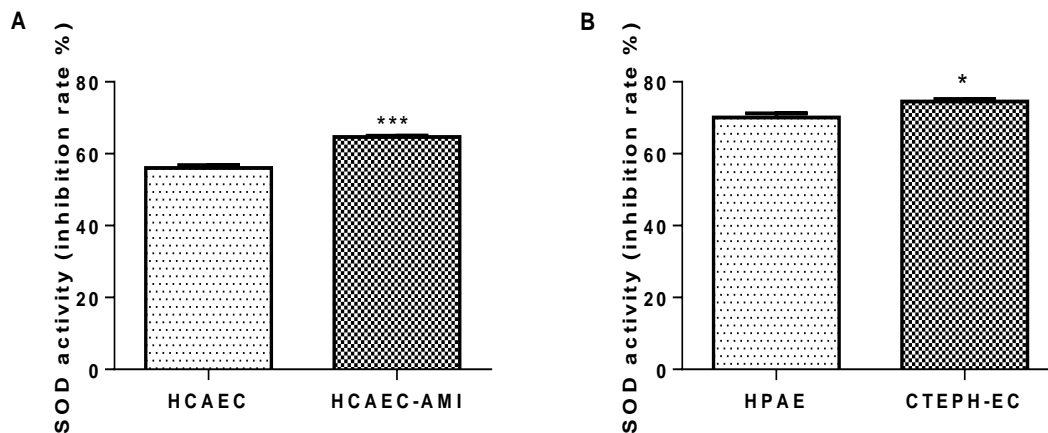 A
SOD activity (inhibition rate %)
80
60
40
20
0
***
HCAEC
HCAEC-AMI
B
SOD activity (inhibition rate %)
80
60
40
20
0
*
HPAE
CTEPH-EC